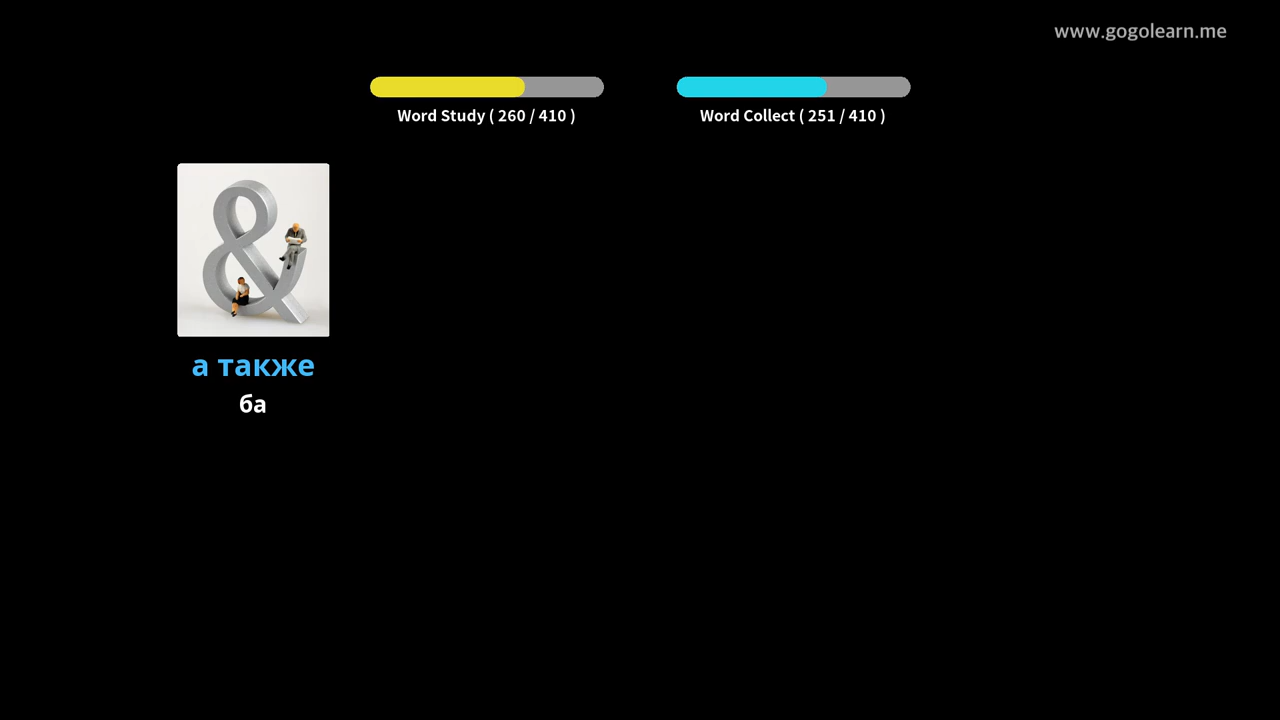 www.gogolearn.me
Word Study ( 260 / 410 )
Word Collect ( 251 / 410 )
&
а также
ба